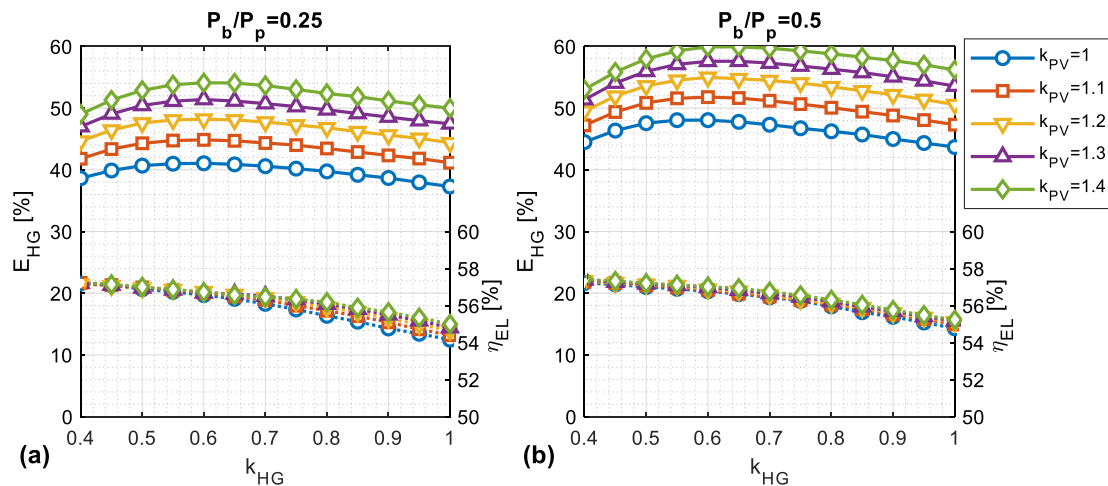 P_b/P_p=0.25
60
50
40
30
20
10
0
E_HG [%]
60
58
56
54
52
50
η_EL [%]
0.4 0.5 0.6 0.7 0.8 0.9 1
k_HG
(a)
P_b/P_p=0.5
60
50
40
30
20
10
0
E_HG [%]
60
58
56
54
52
50
η_EL [%]
0.4 0.5 0.6 0.7 0.8 0.9 1
k_HG
(b)
k_PV=1
k_PV=1.1
k_PV=1.2
k_PV=1.3
k_PV=1.4